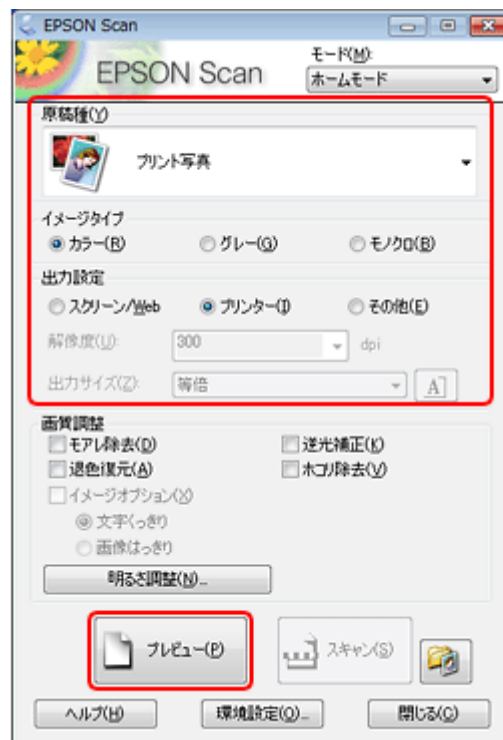 EPSON Scan
EPSON Scan
モード(M):
ホームモード
原稿種(Y)
プリント写真
イメージタイプ
カラー(R) グレー(G) モノクロ(B)
出力設定
スクリーン/Web プリンター(I) その他(E)
解像度(U): 300 dpi
出力サイズ(Z): 等倍 A
画質調整
モアレ除去(D) 逆光補正(K)
退色復元(A) ホコリ除去(V)
イメージオプション(X)
文字くっきり
画像はっきり
明るさ調整(N)...
プレビュー(P) スキャン(S)
ヘルプ(H) 環境設定(O)... 閉じる(C)